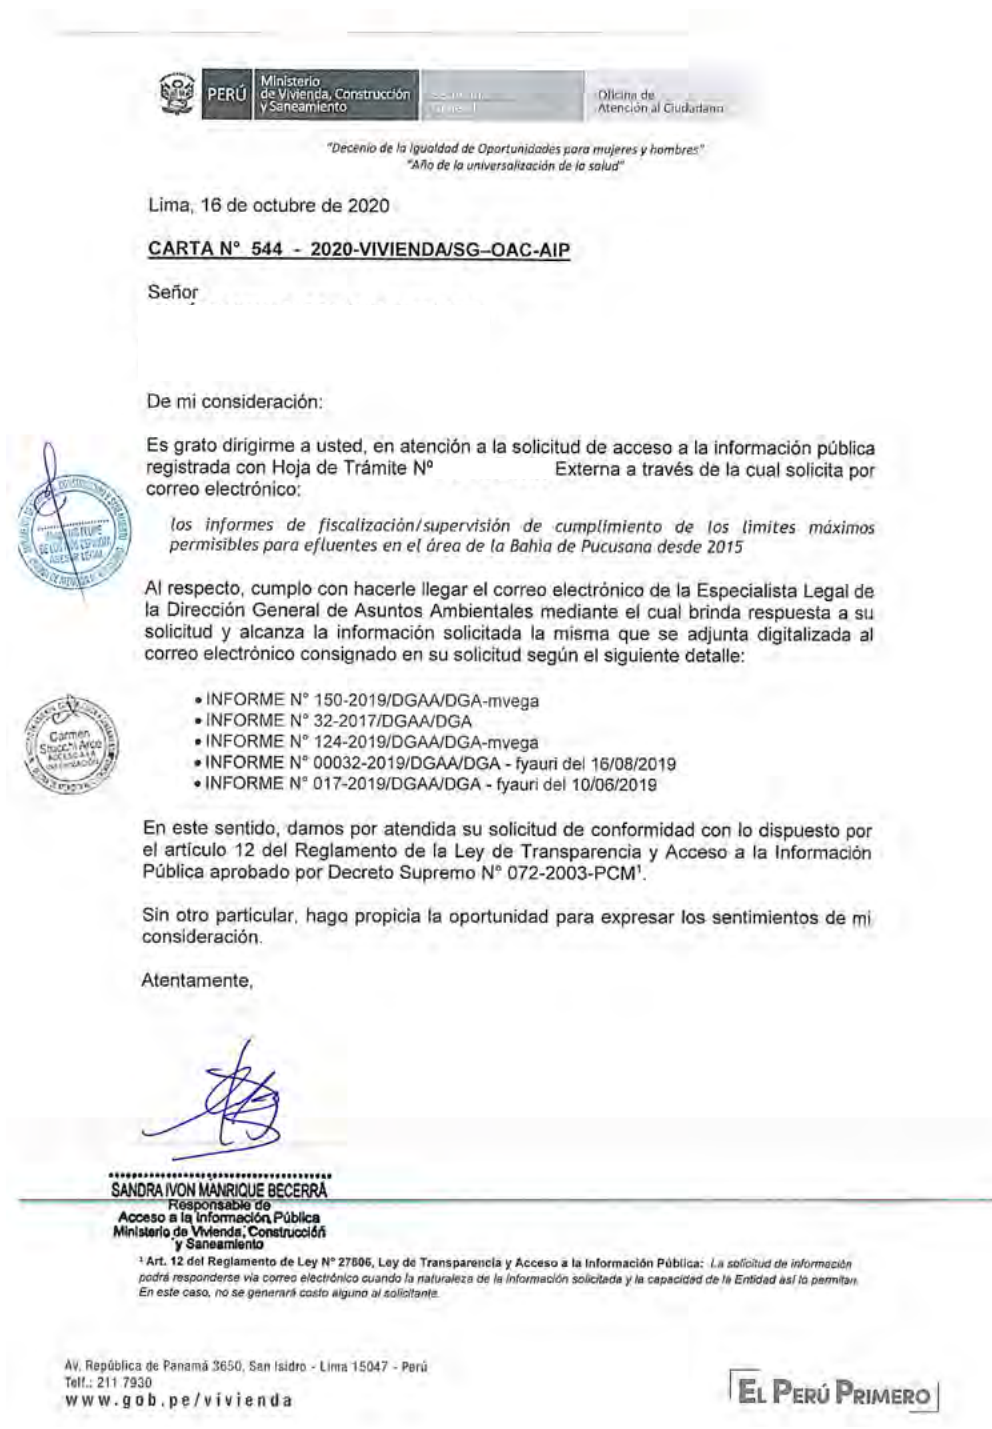 PERÚ
Ministerio
de Vivienda, Construcción
y Saneamiento
Oficina de
Atención al Ciudadano
"Decenio de la Igualdad de Oportunidades para mujeres y hombres"
"Año de la universalización de la salud"
Lima, 16 de octubre de 2020
CARTA N° 544 - 2020-VIVIENDA/SG-OAC-AIP
Señor
De mi consideración:
Es grato dirigirme a usted, en atención a la solicitud de acceso a la información pública
registrada con Hoja de Trámite Nº Externa a través de la cual solicita por
correo electrónico:
los informes de fiscalización/supervisión de cumplimiento de los limites máximos
permisibles para efluentes en el área de la Bahia de Pucusana desde 2015
Al respecto, cumplo con hacerle llegar el correo electrónico de la Especialista Legal de
la Dirección General de Asuntos Ambientales mediante el cual brinda respuesta a su
solicitud y alcanza la información solicitada la misma que se adjunta digitalizada al
correo electrónico consignado en su solicitud según el siguiente detalle:
• INFORME N° 150-2019/DGAA/DGA-mvega
• INFORME N° 32-2017/DGAA/DGA
• INFORME N° 124-2019/DGAA/DGA-mvega
• INFORME N° 00032-2019/DGAA/DGA - fyauri del 16/08/2019
• INFORME N° 017-2019/DGAA/DGA - fyauri del 10/06/2019
Carmen
Arce
ACCESO A LA
INFORMACIÓN
En este sentido, damos por atendida su solicitud de conformidad con lo dispuesto por
el artículo 12 del Reglamento de la Ley de Transparencia y Acceso a la Información
Pública aprobado por Decreto Supremo N° 072-2003-PCM¹.
Sin otro particular, hago propicia la oportunidad para expresar los sentimientos de mi
consideración.
Atentamente,
SANDRA IVON MANRIQUE BECERRA
Responsable de
Acceso a la Información Pública
Ministerio de Vivienda, Construcción
y Saneamiento
¹ Art. 12 del Reglamento de Ley N° 27806, Ley de Transparencia y Acceso a la Información Pública: La solicitud de información
podrá responderse vía correo electrónico cuando la naturaleza de la información solicitada y la capacidad de la Entidad así lo permitan.
En este caso, no se generará costo alguno al solicitante.
Av. República de Panamá 3650, San Isidro - Lima 15047 - Perú
Telf.: 211 7930
www.gob.pe/vivienda
EL PERÚ PRIMERO